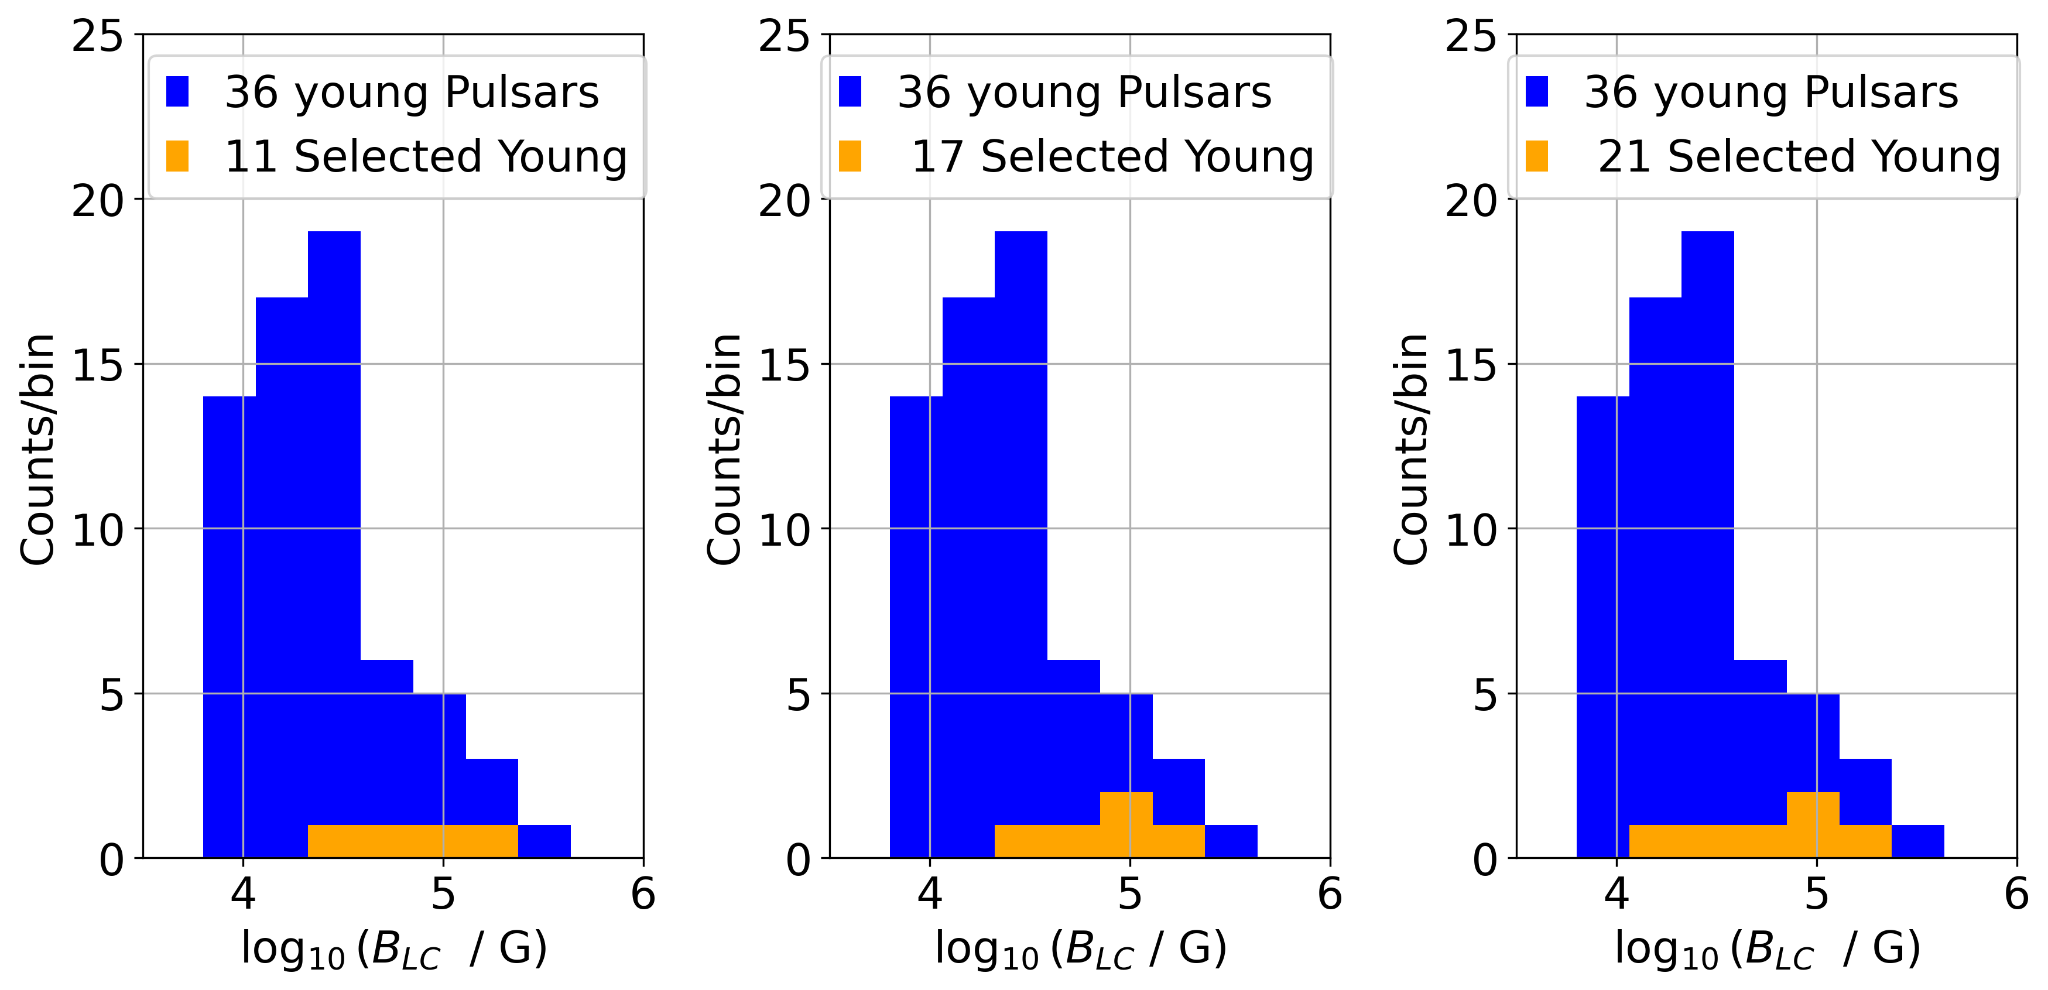 25
20
15
10
5
0
Counts/bin
36 young Pulsars
11 Selected Young
4 5 6
log10 (BLC / G)
25
20
15
10
5
0
Counts/bin
36 young Pulsars
17 Selected Young
4 5 6
log10 (BLC / G)
25
20
15
10
5
0
Counts/bin
36 young Pulsars
21 Selected Young
4 5 6
log10 (BLC / G)